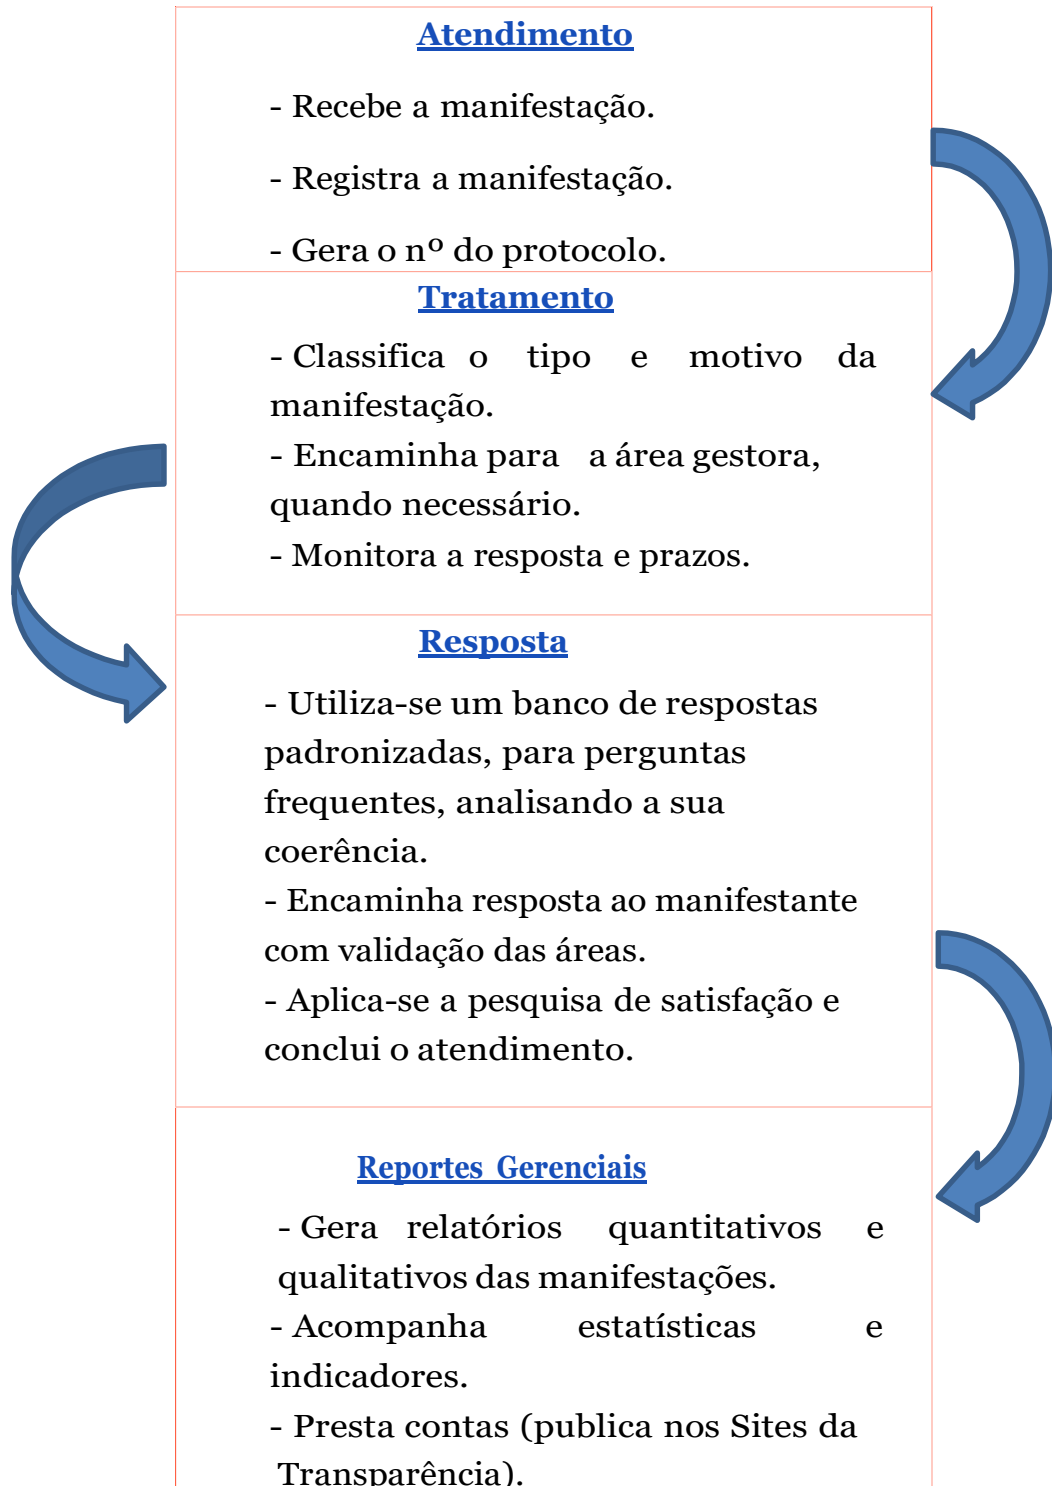 Atendimento
- Recebe a manifestação.
- Registra a manifestação.
- Gera o nº do protocolo.
Tratamento
- Classifica o tipo e motivo da
manifestação.
- Encaminha para a área gestora,
quando necessário.
- Monitora a resposta e prazos.
Resposta
- Utiliza-se um banco de respostas
padronizadas, para perguntas
frequentes, analisando a sua
coerência.
- Encaminha resposta ao manifestante
com validação das áreas.
- Aplica-se a pesquisa de satisfação e
conclui o atendimento.
Reportes Gerenciais
- Gera relatórios quantitativos e
qualitativos das manifestações.
- Acompanha estatísticas e
indicadores.
- Presta contas (publica nos Sites da
Transparência).